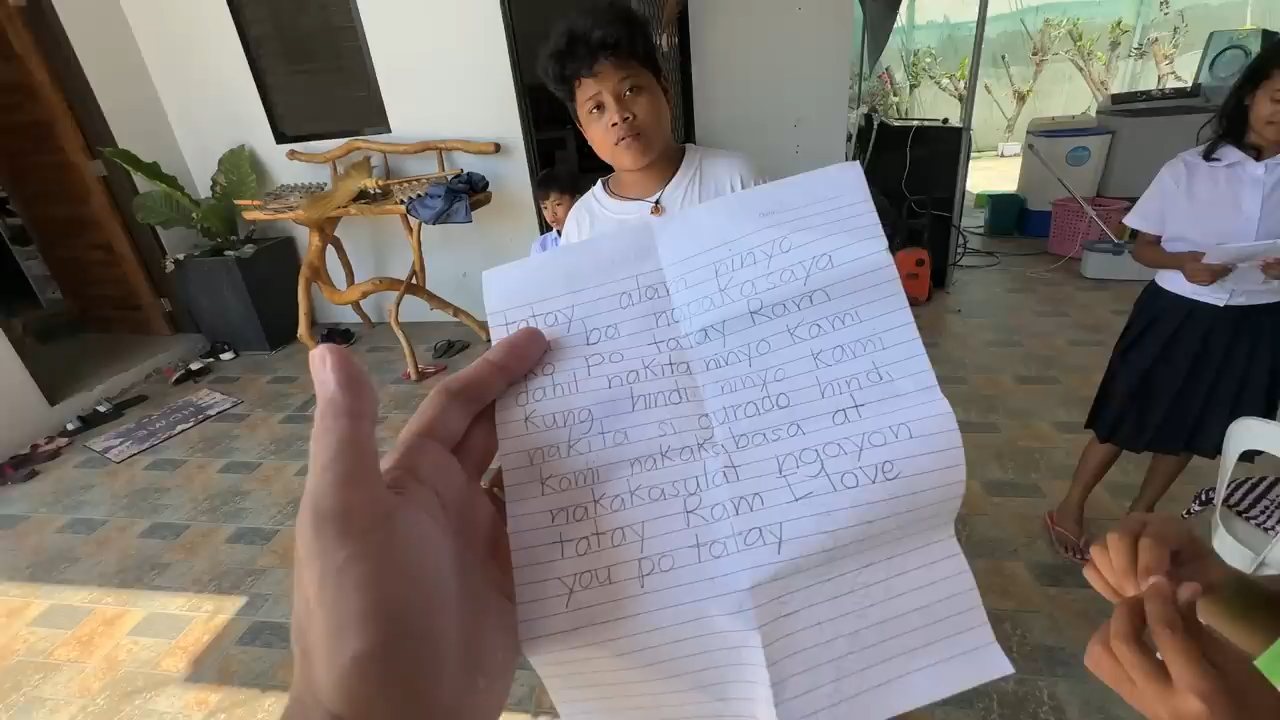 tatay alam ninyo
ba napakasaya
ko po tatay Ram
dahil nakita ninyo kami
kung hindi ninyo kami
nakita si gurado hindi
kami nakakabasa at
nakakasulat ngayon
tatay Ram I love
you po tatay